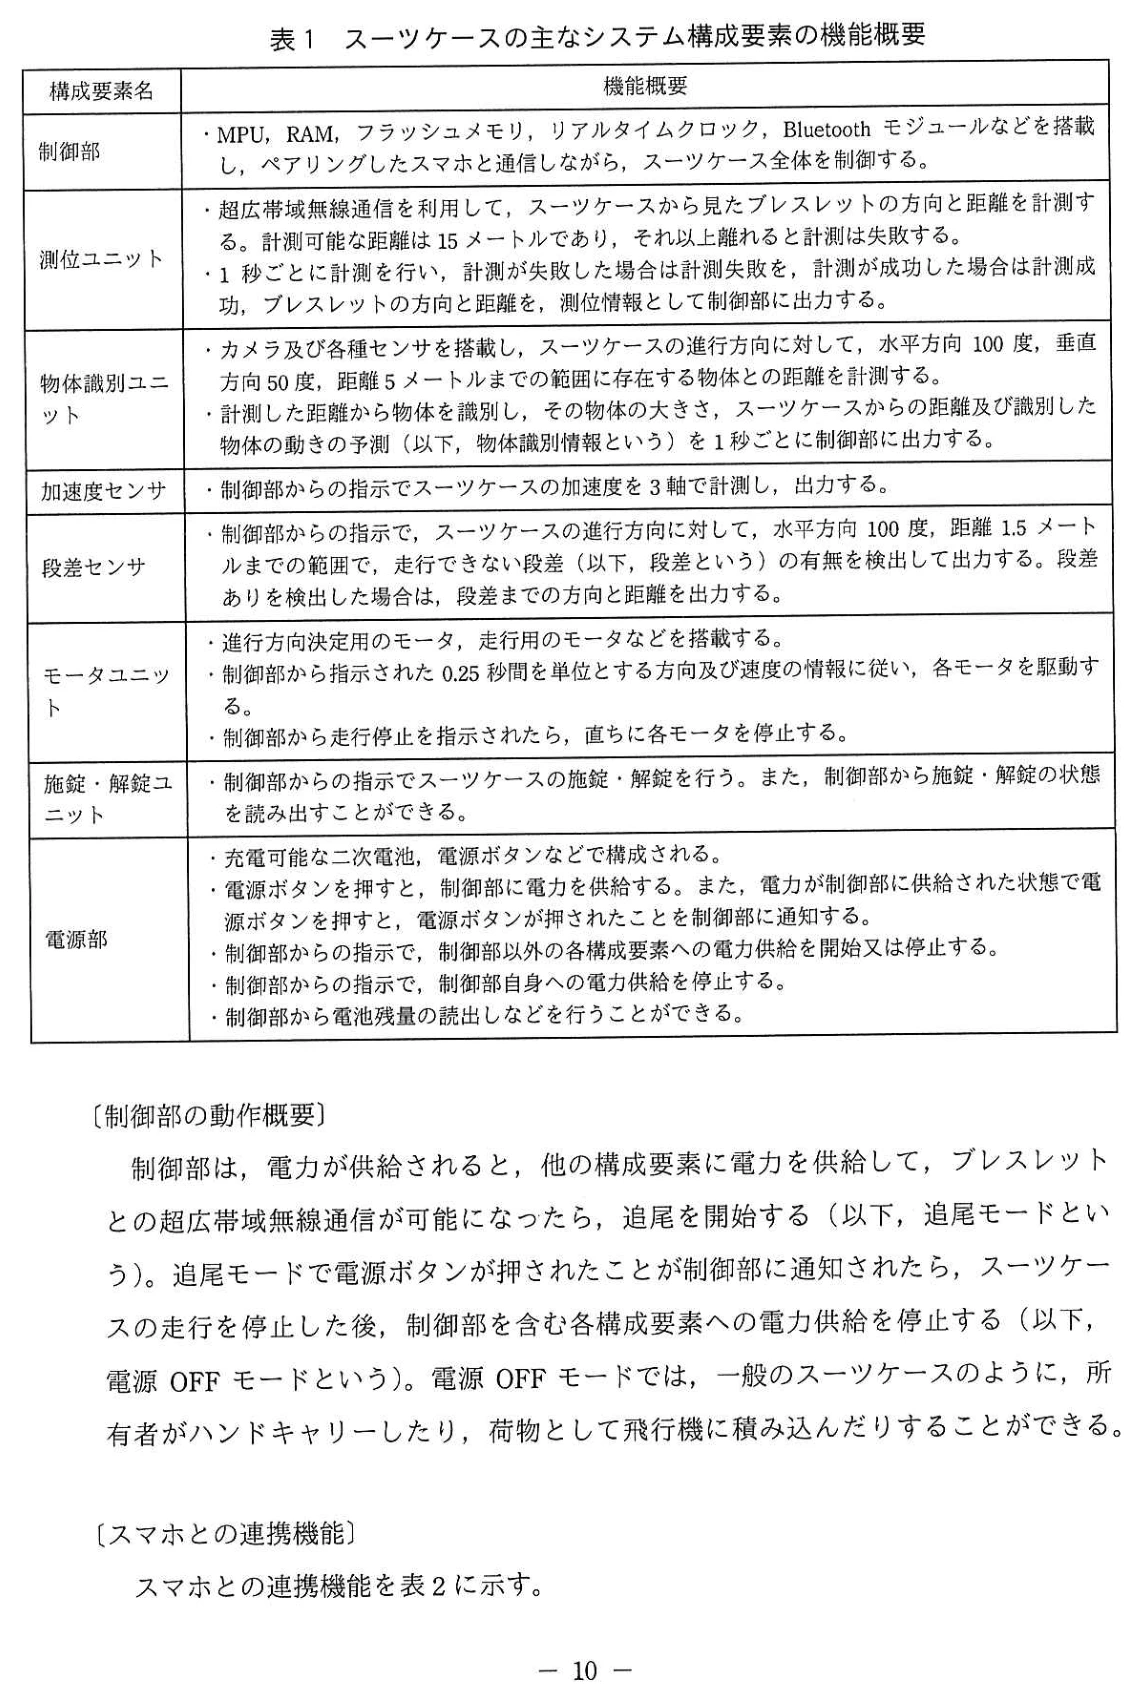 表1 スーツケースの主なシステム構成要素の機能概要
構成要素名 機能概要
制御部
・MPU，RAM，フラッシュメモリ，リアルタイムクロック，Bluetooth モジュールなどを搭載
し，ペアリングしたスマホと通信しながら，スーツケース全体を制御する。
測位ユニット
・超広帯域無線通信を利用して，スーツケースから見たブレスレットの方向と距離を計測す
る。計測可能な距離は 15 メートルであり，それ以上離れると計測は失敗する。
・1 秒ごとに計測を行い，計測が失敗した場合は計測失敗を，計測が成功した場合は計測成
功，ブレスレットの方向と距離を，測位情報として制御部に出力する。
物体識別ユニ
ット
・カメラ及び各種センサを搭載し，スーツケースの進行方向に対して，水平方向 100 度，垂直
方向 50 度，距離 5 メートルまでの範囲に存在する物体との距離を計測する。
・計測した距離から物体を識別し，その物体の大きさ，スーツケースからの距離及び識別した
物体の動きの予測（以下，物体識別情報という）を 1 秒ごとに制御部に出力する。
加速度センサ
・制御部からの指示でスーツケースの加速度を 3 軸で計測し，出力する。
段差センサ
・制御部からの指示で，スーツケースの進行方向に対して，水平方向 100 度，距離 1.5 メート
ルまでの範囲で，走行できない段差（以下，段差という）の有無を検出して出力する。段差
ありを検出した場合は，段差までの方向と距離を出力する。
モータユニッ
ト
・進行方向決定用のモータ，走行用のモータなどを搭載する。
・制御部から指示された 0.25 秒間を単位とする方向及び速度の情報に従い，各モータを駆動す
る。
・制御部から走行停止を指示されたら，直ちに各モータを停止する。
施錠・解錠ユ
ニット
・制御部からの指示でスーツケースの施錠・解錠を行う。また，制御部から施錠・解錠の状態
を読み出すことができる。
電源部
・充電可能な二次電池，電源ボタンなどで構成される。
・電源ボタンを押すと，制御部に電力を供給する。また，電力が制御部に供給された状態で電
源ボタンを押すと，電源ボタンが押されたことを制御部に通知する。
・制御部からの指示で，制御部以外の各構成要素への電力供給を開始又は停止する。
・制御部からの指示で，制御部自身への電力供給を停止する。
・制御部から電池残量の読出しなどを行うことができる。
〔制御部の動作概要〕
制御部は，電力が供給されると，他の構成要素に電力を供給して，ブレスレット
との超広帯域無線通信が可能になったら，追尾を開始する（以下，追尾モードとい
う）。追尾モードで電源ボタンが押されたことが制御部に通知されたら，スーツケー
スの走行を停止した後，制御部を含む各構成要素への電力供給を停止する（以下，
電源 OFF モードという）。電源 OFF モードでは，一般のスーツケースのように，所
有者がハンドキャリーしたり，荷物として飛行機に積み込んだりすることができる。
〔スマホとの連携機能〕
スマホとの連携機能を表 2 に示す。
－ 10 －